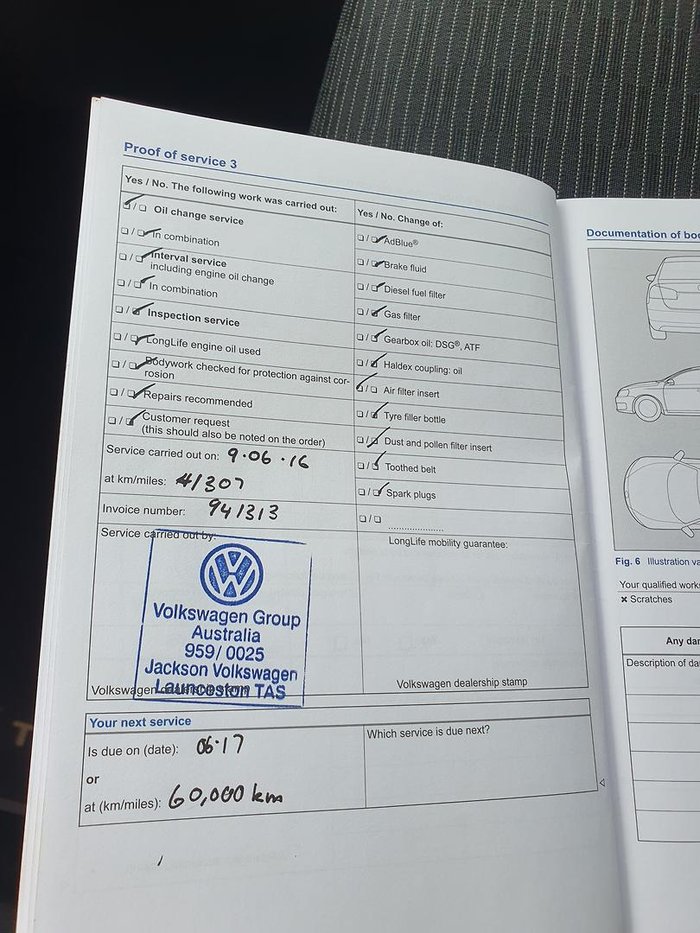 Proof of service 3
Yes / No. The following work was carried out:
☑/☐ Oil change service
☐/☑ In combination
☐/☑ Interval service
including engine oil change
☐/☑ In combination
☐/☑ Inspection service
☐/☑ LongLife engine oil used
☐/☑ Bodywork checked for protection against cor-
rosion
☐/☑ Repairs recommended
☐/☑ Customer request
(this should also be noted on the order)
Service carried out on: 9.06.16
at km/miles: 41307
Invoice number: 941313
Service carried out by:
Volkswagen Group
Australia
959/0025
Jackson Volkswagen
Launceston TAS
Volkswagen dealership stamp
Yes / No. Change of:
☐/☑ AdBlue®
☐/☑ Brake fluid
☐/☑ Diesel fuel filter
☐/☑ Gas filter
☐/☑ Gearbox oil: DSG®, ATF
☐/☑ Haldex coupling: oil
☑/☐ Air filter insert
☐/☑ Tyre filler bottle
☐/☑ Dust and pollen filter insert
☐/☑ Toothed belt
☐/☑ Spark plugs
☐/☐ ....................
LongLife mobility guarantee:
Volkswagen dealership stamp
Your next service
Is due on (date): 06.17
or
at (km/miles): 60,000 km
Which service is due next?
Documentation of
Fig. 6 Illustration
Your qualified
× Scratches
Any
Description of